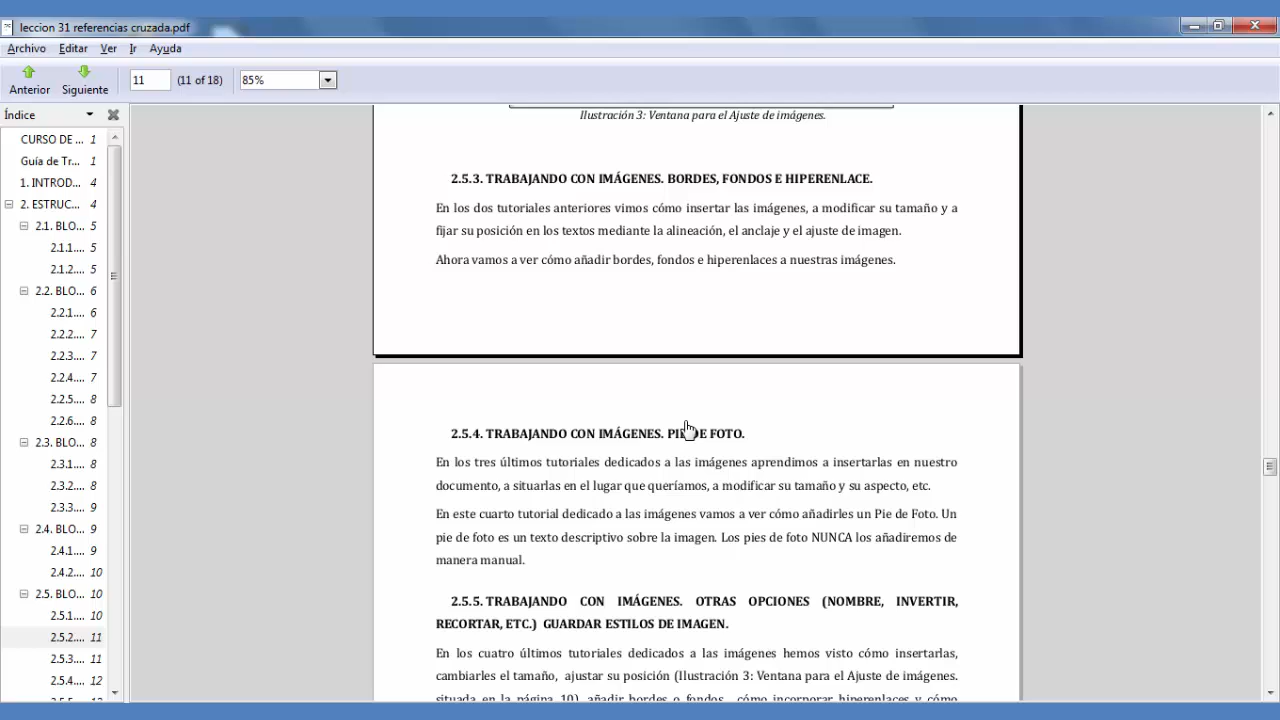 leccion 31 referencias cruzada.pdf
Archivo Editar Ver Ir Ayuda
Anterior Siguiente 11 (11 of 18) 85%
Índice
CURSO DE ... 1
Guía de Tr... 1
1. INTROD... 4
2. ESTRUC... 4
2.1. BLO... 5
2.1.1.... 5
2.1.2... 5
2.2. BLO... 6
2.2.1.... 6
2.2.2.... 7
2.2.3.... 7
2.2.4.... 7
2.2.5.... 8
2.2.6.... 8
2.3. BLO... 8
2.3.1.... 8
2.3.2.... 8
2.3.3.... 9
2.4. BLO... 9
2.4.1.... 9
2.4.2... 10
2.5. BLO... 10
2.5.1... 10
2.5.2... 11
2.5.3... 11
2.5.4... 12
Ilustración 3: Ventana para el Ajuste de imágenes.
2.5.3. TRABAJANDO CON IMÁGENES. BORDES, FONDOS E HIPERENLACE.
En los dos tutoriales anteriores vimos cómo insertar las imágenes, a modificar su tamaño y a
fijar su posición en los textos mediante la alineación, el anclaje y el ajuste de imagen.
Ahora vamos a ver cómo añadir bordes, fondos e hiperenlaces a nuestras imágenes.
2.5.4. TRABAJANDO CON IMÁGENES. PIE DE FOTO.
En los tres últimos tutoriales dedicados a las imágenes aprendimos a insertarlas en nuestro
documento, a situarlas en el lugar que queríamos, a modificar su tamaño y su aspecto, etc.
En este cuarto tutorial dedicado a las imágenes vamos a ver cómo añadirles un Pie de Foto. Un
pie de foto es un texto descriptivo sobre la imagen. Los pies de foto NUNCA los añadiremos de
manera manual.
2.5.5. TRABAJANDO CON IMÁGENES. OTRAS OPCIONES (NOMBRE, INVERTIR,
RECORTAR, ETC.) GUARDAR ESTILOS DE IMAGEN.
En los cuatro últimos tutoriales dedicados a las imágenes hemos visto cómo insertarlas,
cambiarles el tamaño, ajustar su posición (Ilustración 3: Ventana para el Ajuste de imágenes.
situada en la página 10), añadir bordes o fondos, cómo incorporar hiperenlaces y cómo